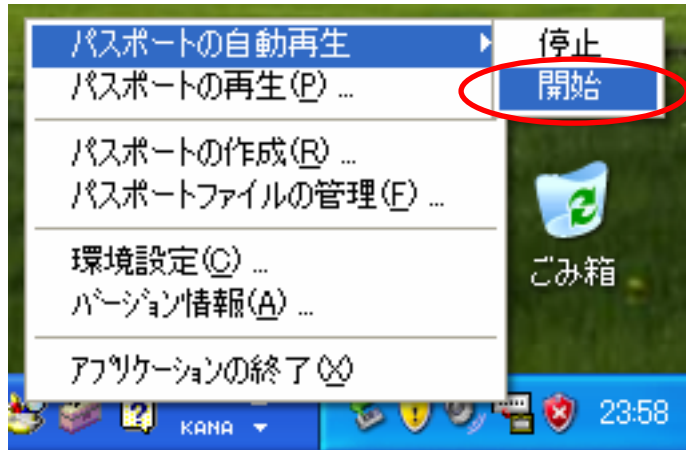 パスポートの自動再生
停止
パスポートの再生(P) ...
開始
パスポートの作成(R) ...
パスポートファイルの管理(F) ...
環境設定(C) ...
バージョン情報(A) ...
アプリケーションの終了(X)
ごみ箱
KANA
23:58